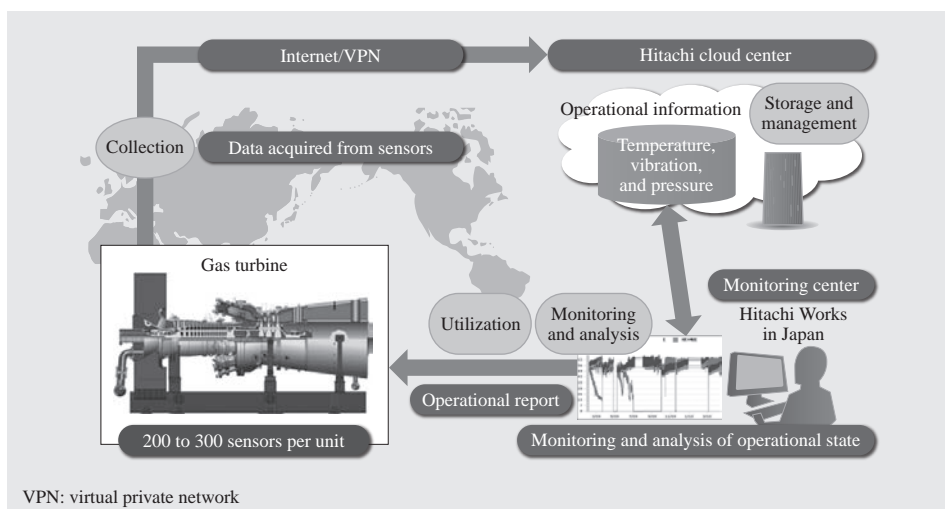 Internet/VPN
Hitachi cloud center
Operational information
Storage and
management
Collection
Data acquired from sensors
Temperature,
vibration,
and pressure
Gas turbine
Monitoring center
Hitachi Works
in Japan
Utilization
Monitoring
and analysis
Operational report
200 to 300 sensors per unit
Monitoring and analysis of operational state
VPN: virtual private network